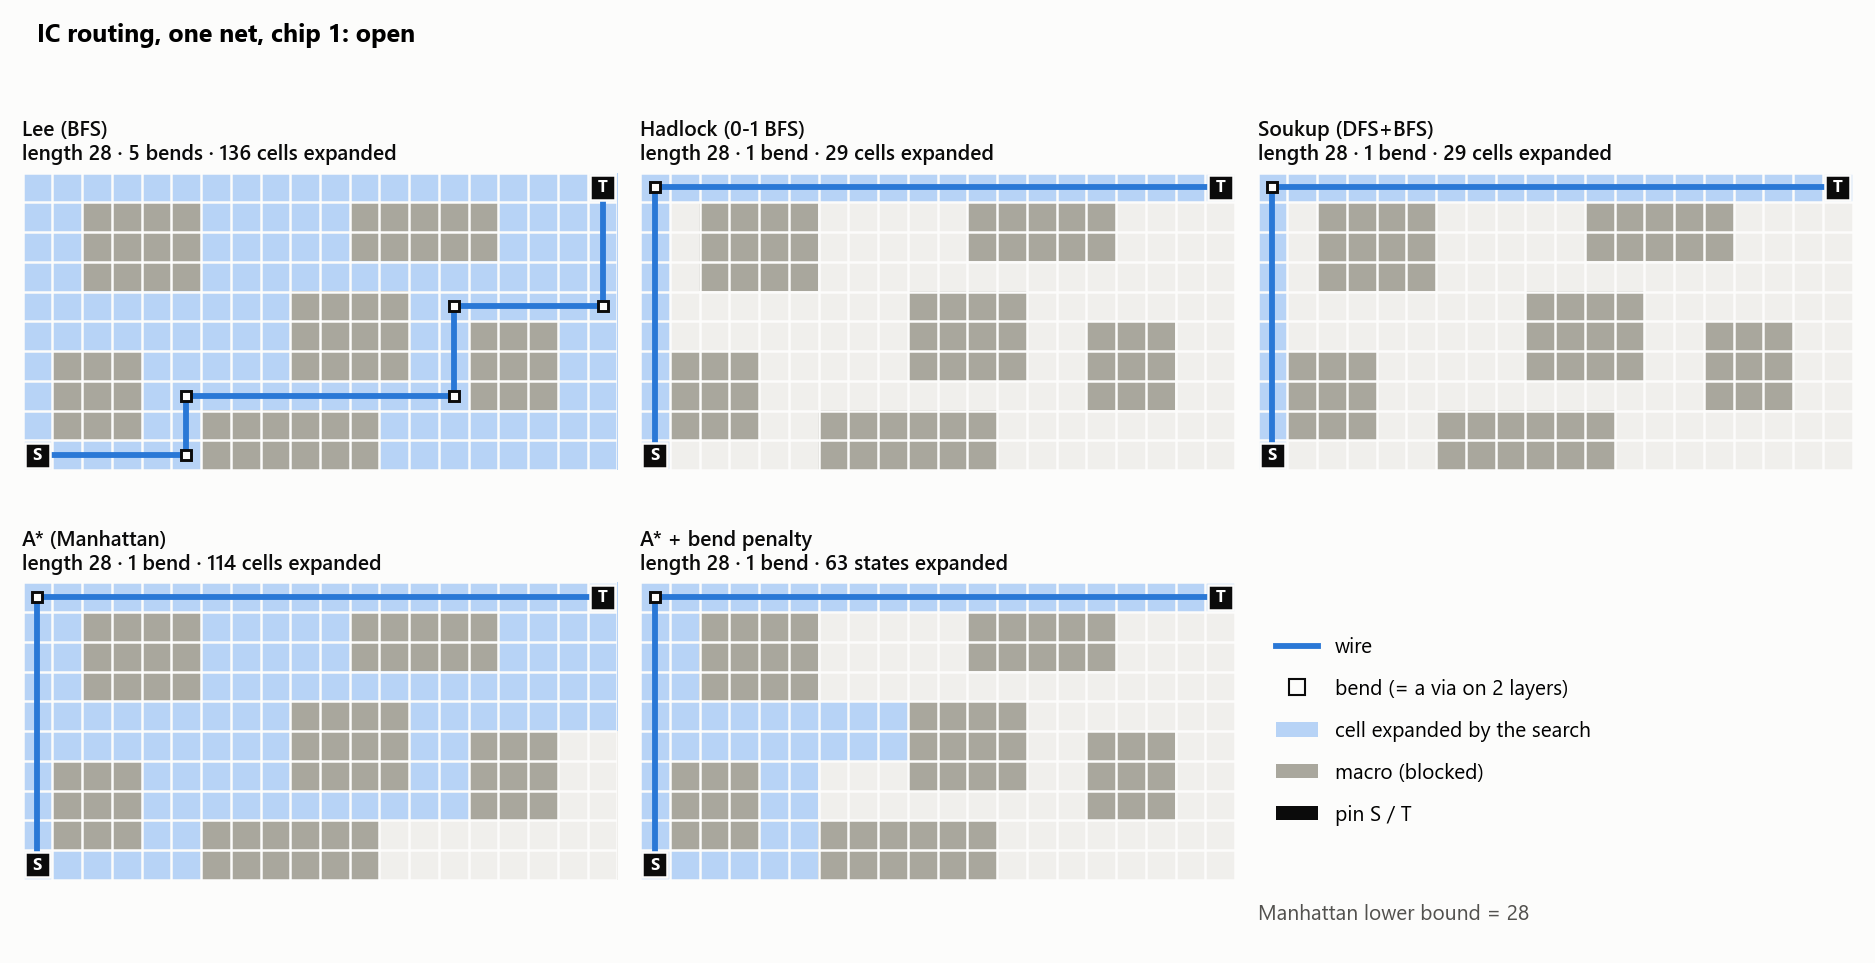 IC routing, one net, chip 1: open
Lee (BFS)
length 28 · 5 bends · 136 cells expanded
T
S
Hadlock (0-1 BFS)
length 28 · 1 bend · 29 cells expanded
T
S
Soukup (DFS+BFS)
length 28 · 1 bend · 29 cells expanded
T
S
A* (Manhattan)
length 28 · 1 bend · 114 cells expanded
T
S
A* + bend penalty
length 28 · 1 bend · 63 states expanded
T
S
wire
bend (= a via on 2 layers)
cell expanded by the search
macro (blocked)
pin S / T
Manhattan lower bound = 28